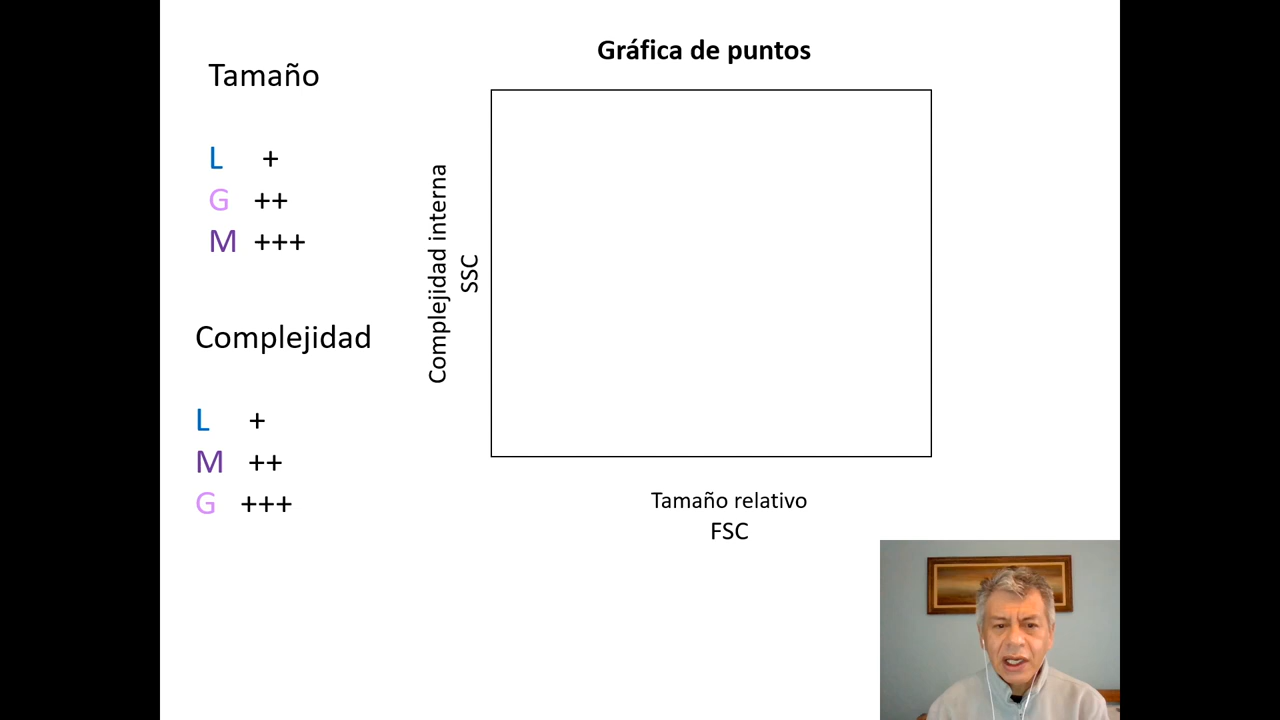 Tamaño
L +
G ++
M +++
Complejidad
L +
M ++
G +++
Gráfica de puntos
Complejidad interna
SSC
Tamaño relativo
FSC